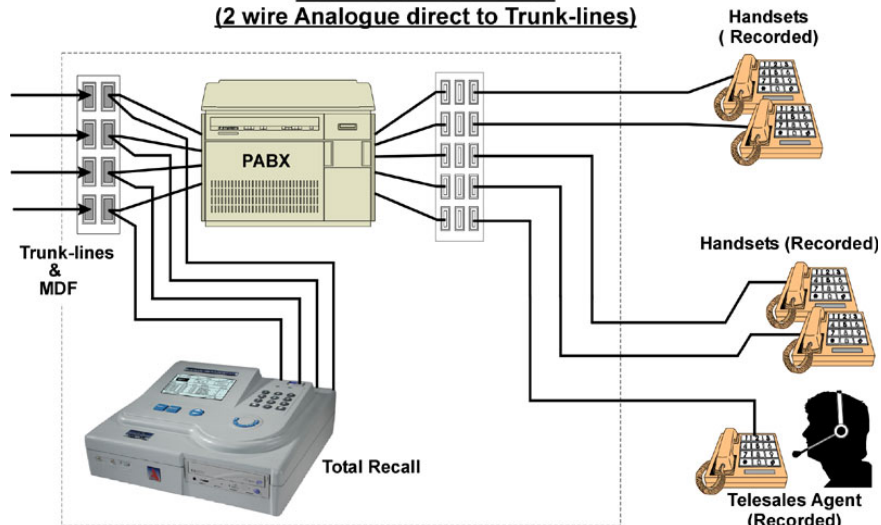 (2 wire Analogue direct to Trunk-lines)
Handsets
( Recorded)
PABX
Trunk-lines
&
MDF
Handsets (Recorded)
Total Recall
Telesales Agent
(Recorded)